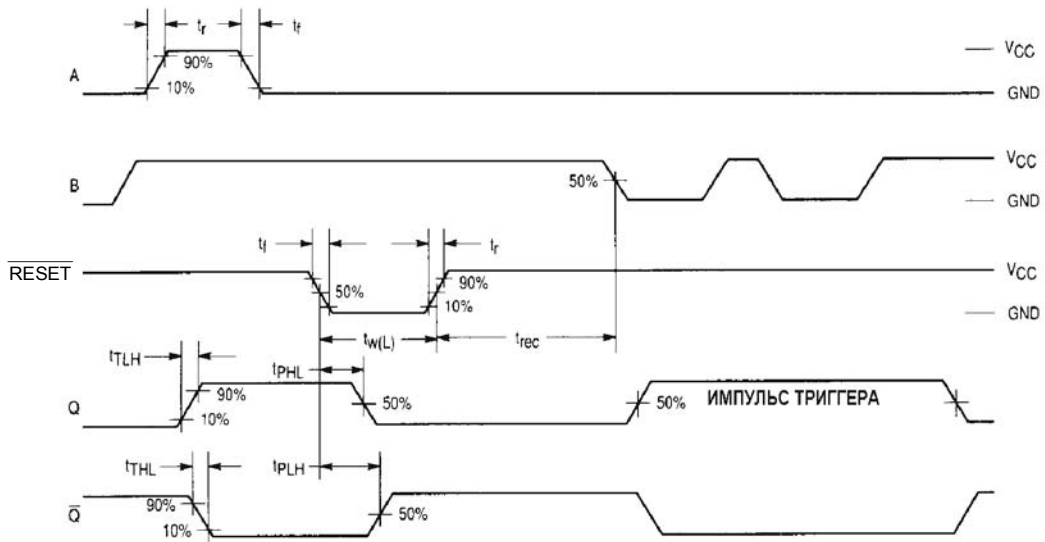 tr
tf
A
90%
10%
VCC
GND
B
50%
VCC
GND
RESET
tf
tr
50%
90%
10%
VCC
GND
tw(L)
trec
tTLH
tPHL
Q
90%
10%
50%
50%
ИМПУЛЬС ТРИГГЕРА
tTHL
tPLH
Q̅
90%
10%
50%